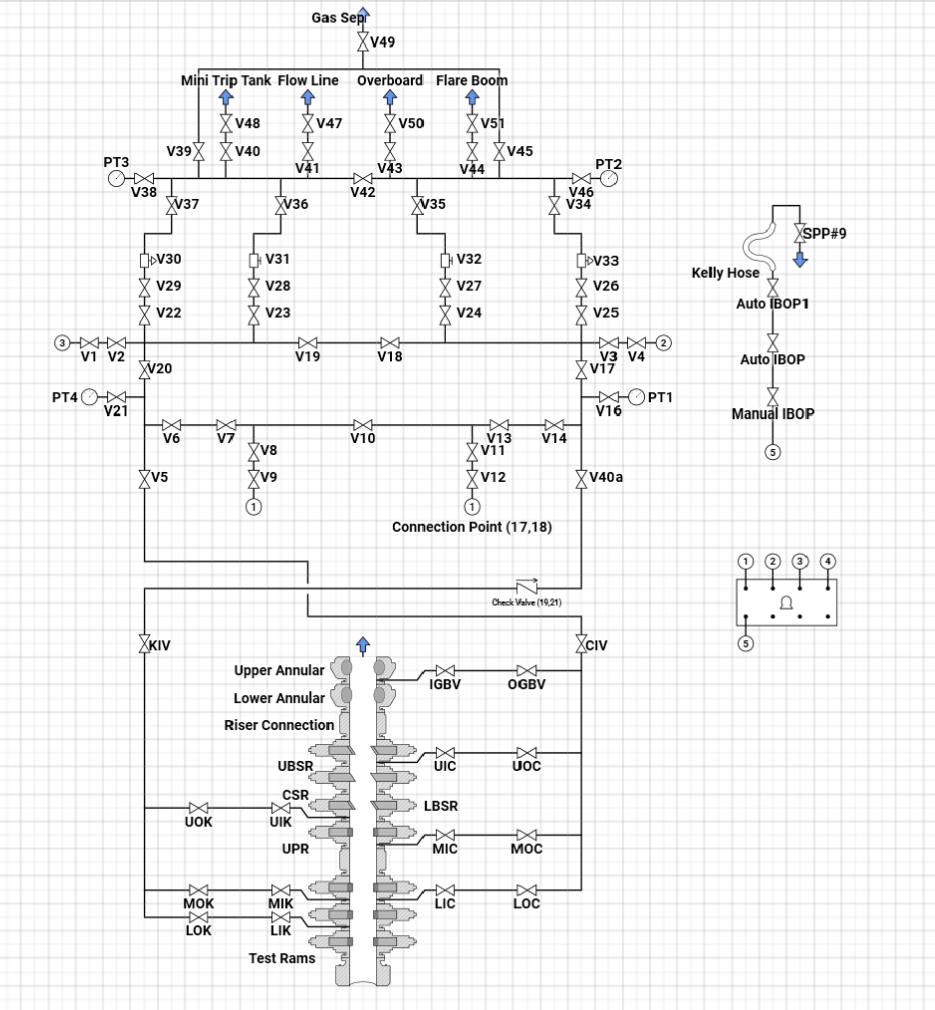 Gas Sep
V49
Mini Trip Tank Flow Line Overboard Flare Boom
V48 V47 V50 V51
V39 V40 V41 V43 V44 V45
PT3 PT2
V38 V42 V46
V37 V36 V35 V34
SPP#9
V30 V31 V32 V33
Kelly Hose
V29 V28 V27 V26
Auto IBOP1
V22 V23 V24 V25
3 2
V1 V2 V19 V18 V3 V4
Auto IBOP
V20 V17
PT4 PT1
V21 V16
Manual IBOP
V6 V7 V10 V13 V14
V8 V11
5
V5 V9 V12 V40a
1 1
Connection Point (17,18)
1 2 3 4
Check Valve (19,21)
5
KIV CIV
Upper Annular
IGBV OGBV
Lower Annular
Riser Connection
UBSR UIC UOC
CSR LBSR
UOK UIK
UPR MIC MOC
MOK MIK LIC LOC
LOK LIK
Test Rams